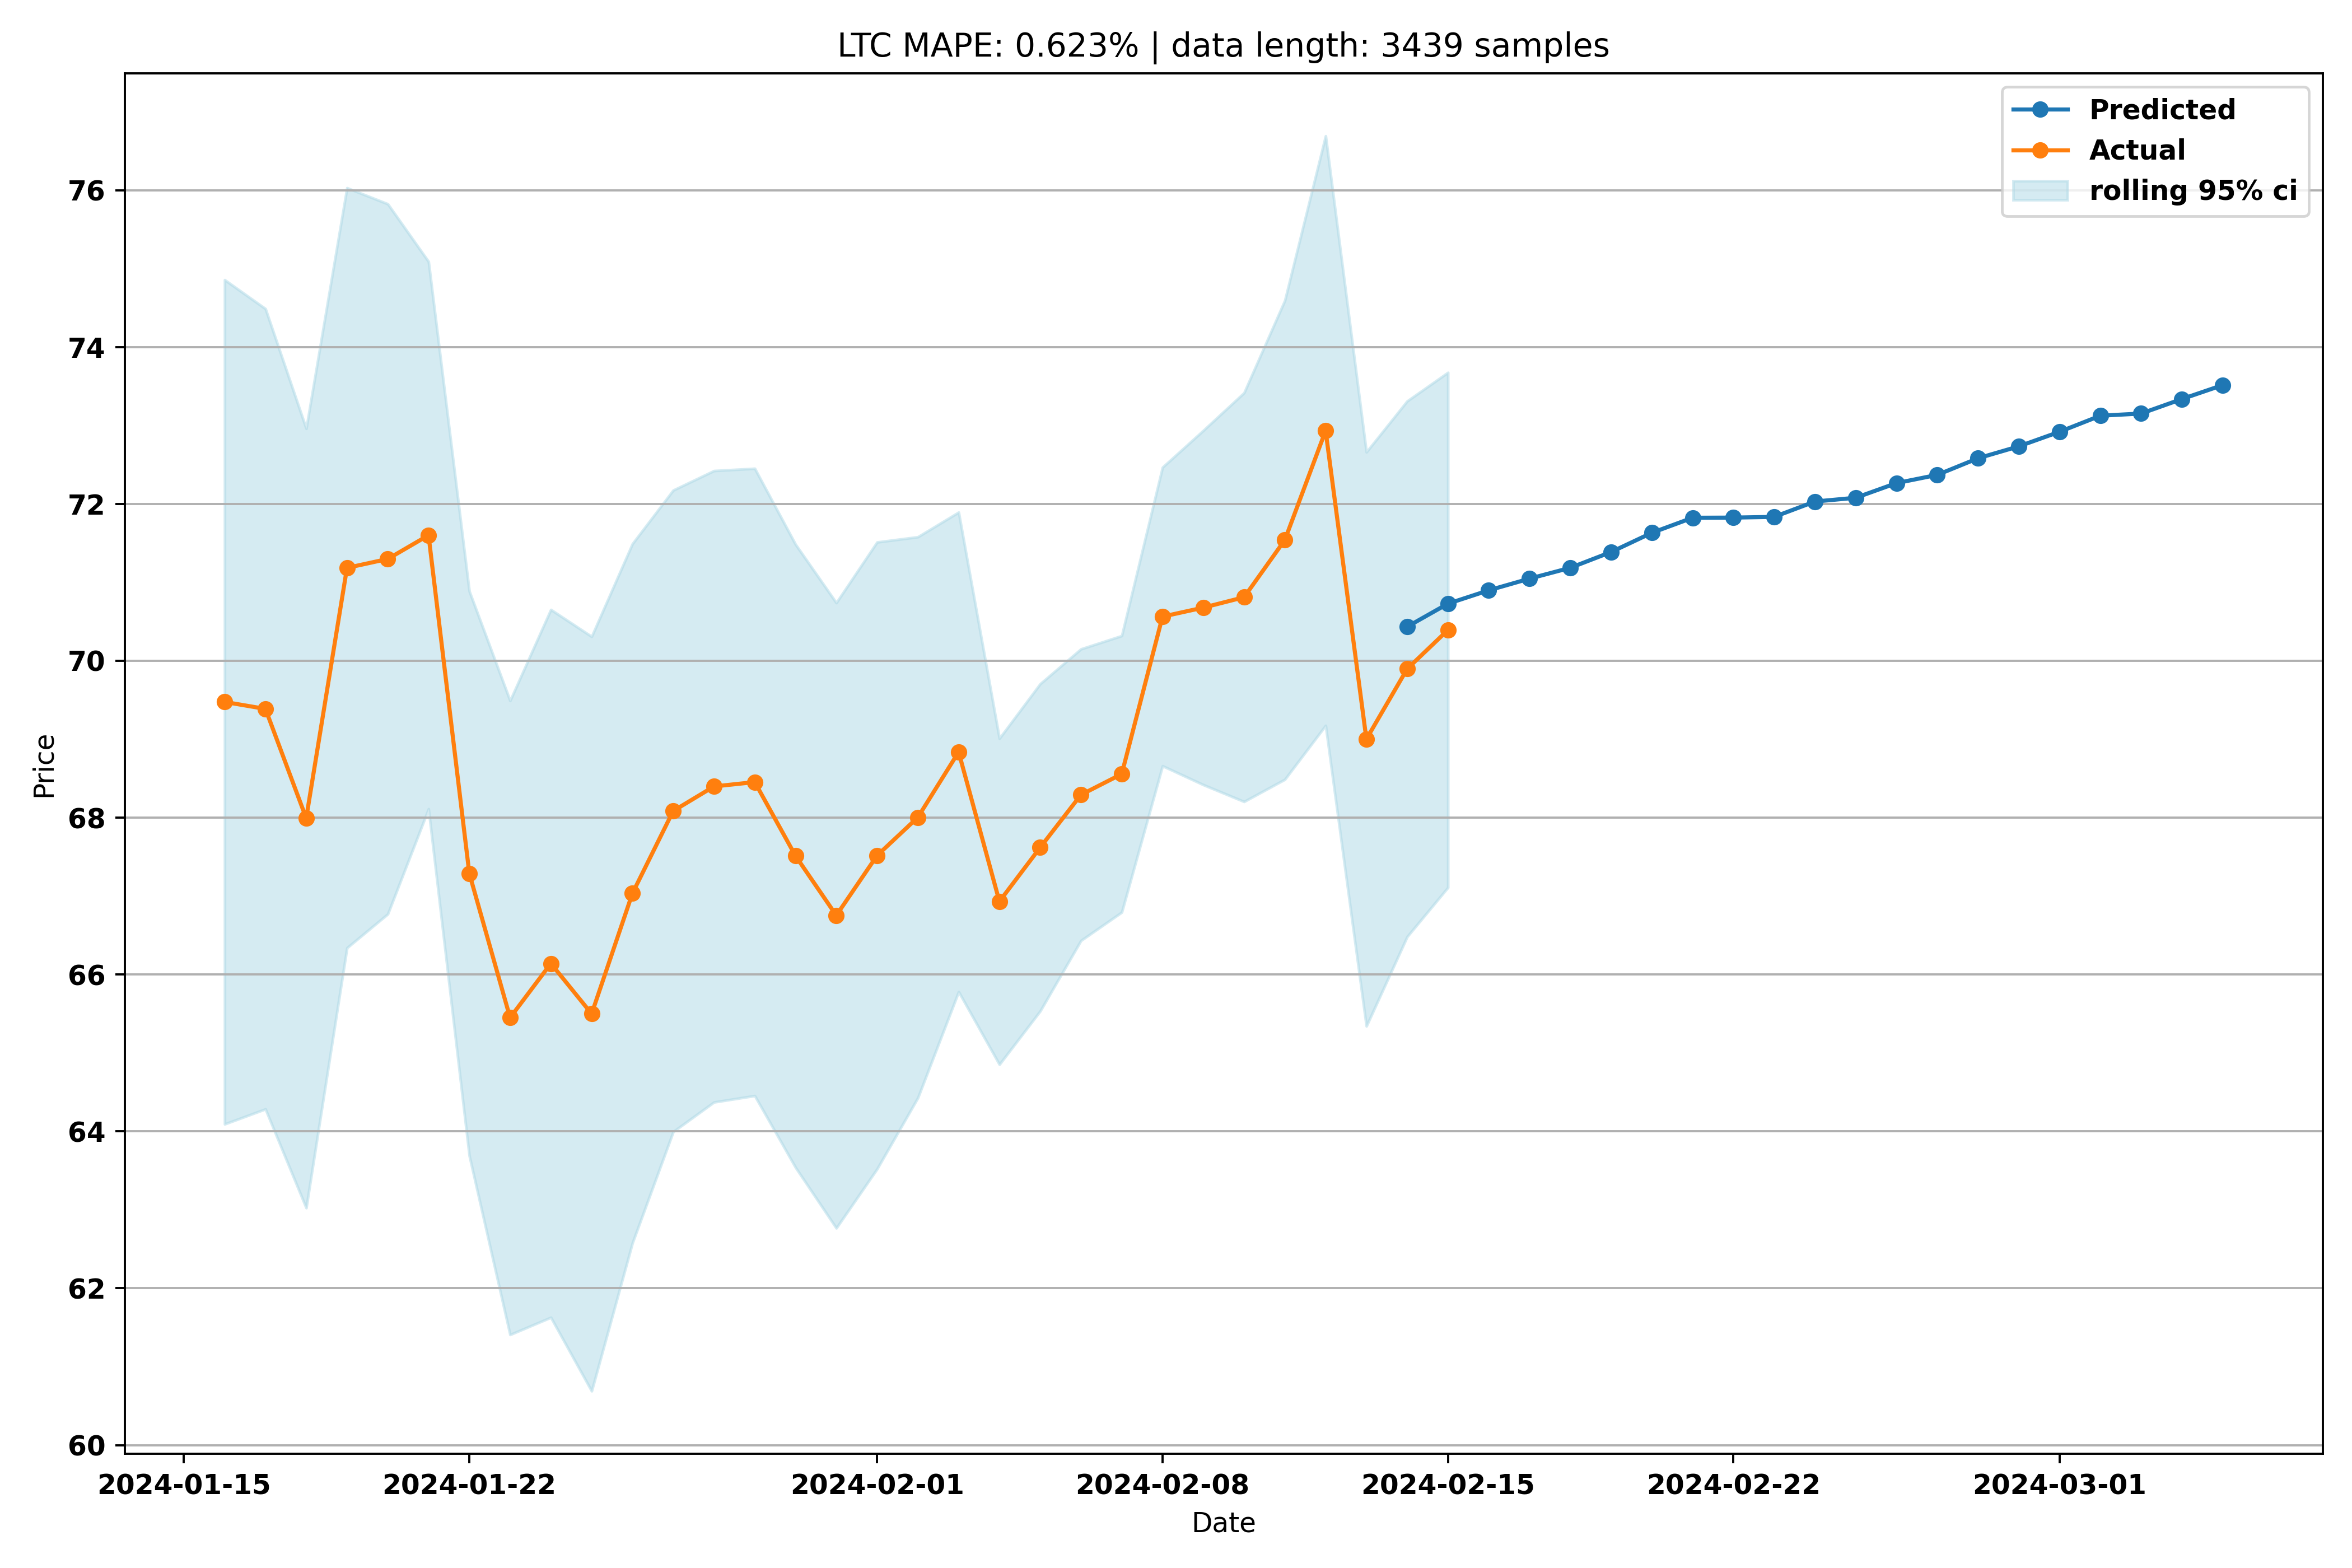 LTC MAPE: 0.623% | data length: 3439 samples
Predicted
Actual
rolling 95% ci
76
74
72
70
68
66
64
62
60
Price
2024-01-15 2024-01-22 2024-02-01 2024-02-08 2024-02-15 2024-02-22 2024-03-01
Date